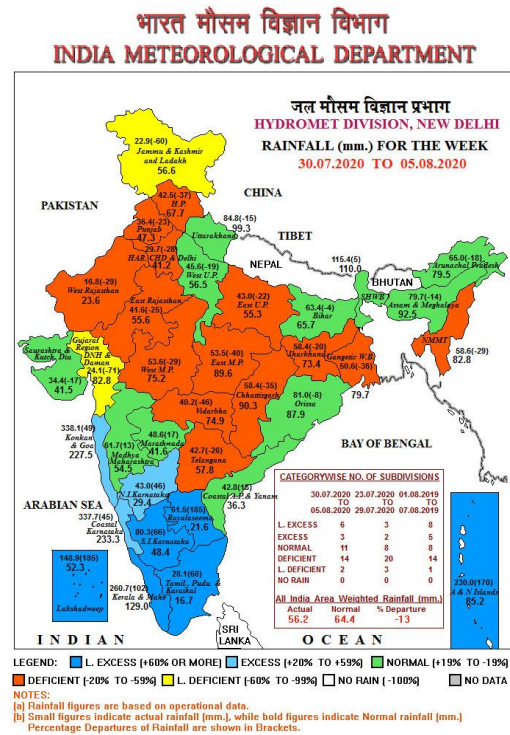 भारत मौसम विज्ञान विभाग
INDIA METEOROLOGICAL DEPARTMENT
जल मौसम विज्ञान प्रभाग
HYDROMET DIVISION, NEW DELHI
RAINFALL (mm.) FOR THE WEEK
30.07.2020 TO 05.08.2020
22.9(-60)
Jammu & Kashmir
and Ladakh
56.6
CHINA
PAKISTAN
42.5(-37)
H.P.
67.7
36.4(-23)
Punjab
47.3
84.8(-15)
99.3
Uttarakhand
TIBET
29.7(-28)
HAR. CHD & Delhi
41.2
45.6(-19)
West U.P.
56.5
NEPAL
115.4(5)
110.0
BHUTAN
65.0(-18)
Arunachal Pradesh
79.5
16.8(-29)
West Rajasthan
23.6
East Rajasthan
41.6(-25)
55.6
43.0(-22)
East U.P.
55.3
63.4(-4)
Bihar
65.7
SHWB
79.7(-14)
Assam & Meghalaya
92.5
NMMT
58.6(-29)
82.8
Saurashtra &
Kutch, Diu
34.4(-17)
41.5
Gujarat
Region
DNH &
Daman
24.1(-71)
82.8
53.6(-29)
West M.P.
75.2
53.5(-40)
East M.P.
89.6
58.4(-20)
Jharkhand
73.4
Gangetic W.B.
50.6(-36)
79.7
58.4(-35)
Chhattisgarh
90.3
81.0(-8)
Orissa
87.9
40.2(-46)
Vidarbha
74.9
338.1(49)
Konkan
& Goa
227.5
61.7(13)
Madhya
Maharashtra
54.5
48.6(17)
Marathwada
41.6
42.7(-26)
Telangana
57.8
BAY OF BENGAL
ARABIAN SEA
43.0(46)
N.I.Karnataka
29.4
42.8(18)
Coastal A.P & Yanam
36.3
337.7(45)
Coastal
Karnataka
233.3
61.5(185)
Rayalaseema
21.6
80.3(66)
S.I.Karnataka
48.4
148.9(185)
52.3
Lakshadweep
260.7(102)
Kerala & Mahe
129.0
28.1(68)
Tamil, Pudu. &
Karaikal
16.7
230.0(170)
A & N Islands
85.2
SRI
LANKA
INDIAN OCEAN
CATEGORYWISE NO. OF SUBDIVISIONS
30.07.2020 23.07.2020 01.08.2019
TO TO TO
05.08.2020 29.07.2020 07.08.2019
L. EXCESS 6 3 8
EXCESS 3 2 5
NORMAL 11 8 8
DEFICIENT 14 20 14
L. DEFICIENT 2 3 1
NO RAIN 0 0 0
All India Area Weighted Rainfall (mm.)
Actual Normal % Departure
56.2 64.4 -13
LEGEND: L. EXCESS (+60% OR MORE) EXCESS (+20% TO +59%) NORMAL (+19% TO -19%)
DEFICIENT (-20% TO -59%) L. DEFICIENT (-60% TO -99%) NO RAIN (-100%) NO DATA
NOTES:
(a) Rainfall figures are based on operational data.
(b) Small figures indicate actual rainfall (mm.), while bold figures indicate Normal rainfall (mm.)
Percentage Departures of Rainfall are shown in Brackets.